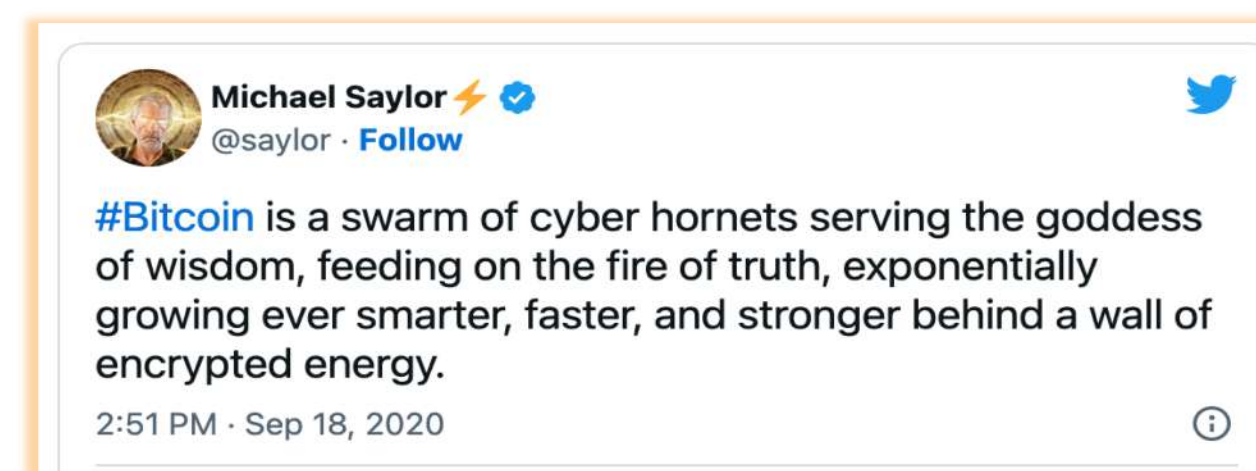 Michael Saylor⚡
@saylor · Follow
#Bitcoin is a swarm of cyber hornets serving the goddess
of wisdom, feeding on the fire of truth, exponentially
growing ever smarter, faster, and stronger behind a wall of
encrypted energy.
2:51 PM · Sep 18, 2020